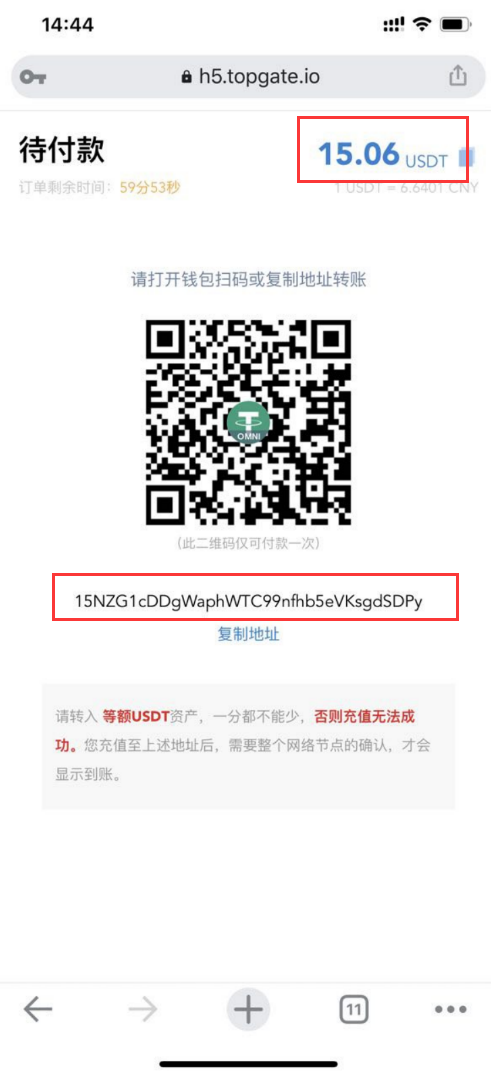 14:44
h5.topgate.io
待付款
15.06 USDT
订单剩余时间：59分53秒
1 USDT = 6.6401 CNY
请打开钱包扫码或复制地址转账
OMNI
(此二维码仅可付款一次)
15NZG1cDDgWaphWTC99nfhb5eVKsgdSDPy
复制地址
请转入 等额USDT资产，一分都不能少，否则充值无法成
功。您充值至上述地址后，需要整个网络节点的确认，才会
显示到账。
11